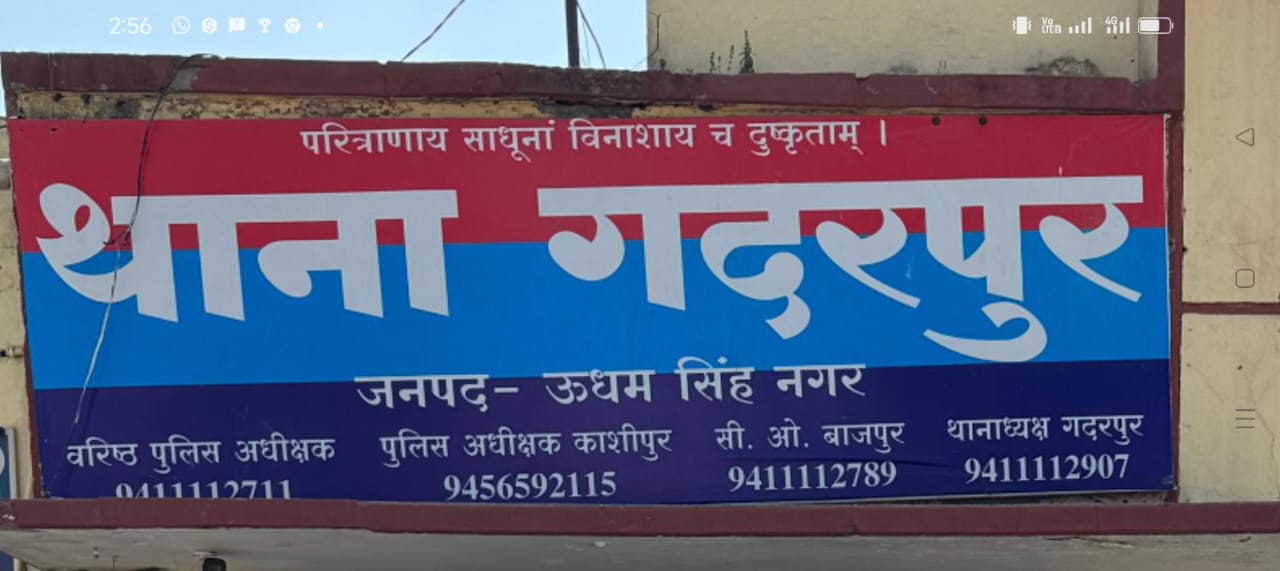 2:56
परित्राणाय साधूनां विनाशाय च दुष्कृताम् ।
थाना गदरपुर
जनपद- ऊधम सिंह नगर
वरिष्ठ पुलिस अधीक्षक पुलिस अधीक्षक काशीपुर सी. ओ. बाजपुर थानाध्यक्ष गदरपुर
9411112711 9456592115 9411112789 9411112907